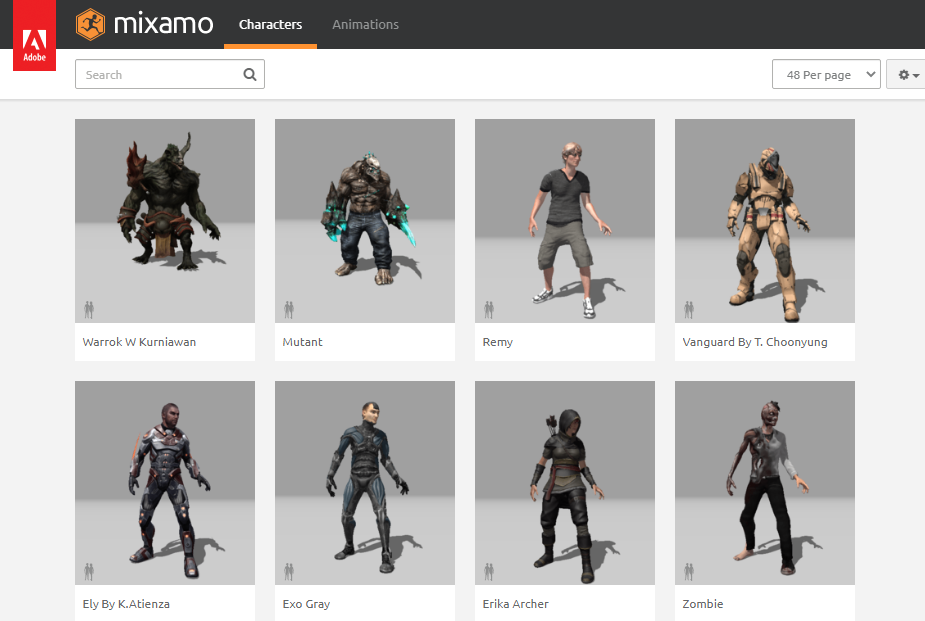 Adobe
mixamo
Characters
Animations
Search
48 Per page
Warrok W Kurniawan
Mutant
Remy
Vanguard By T. Choonyung
Ely By K.Atienza
Exo Gray
Erika Archer
Zombie